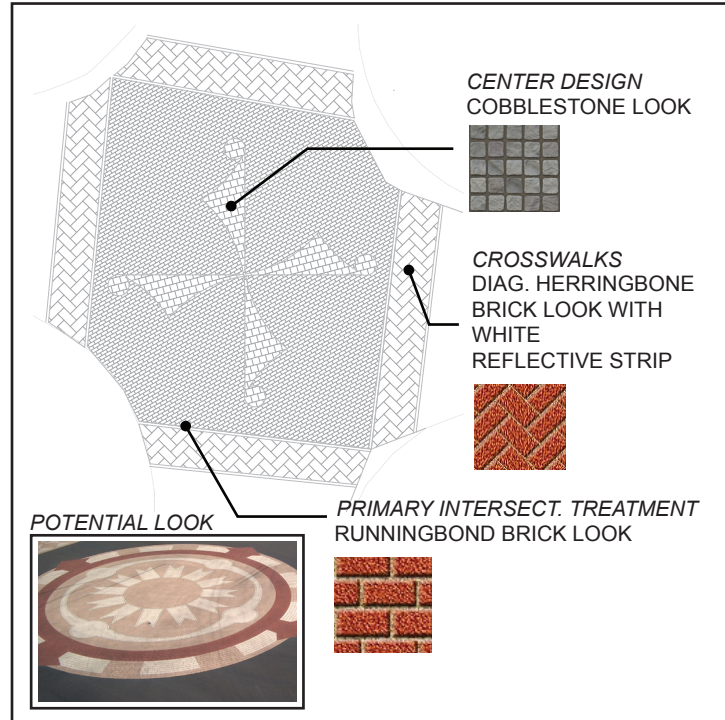 CENTER DESIGN
COBBLESTONE LOOK
CROSSWALKS
DIAG. HERRINGBONE
BRICK LOOK WITH
WHITE
REFLECTIVE STRIP
PRIMARY INTERSECT. TREATMENT
RUNNINGBOND BRICK LOOK
POTENTIAL LOOK